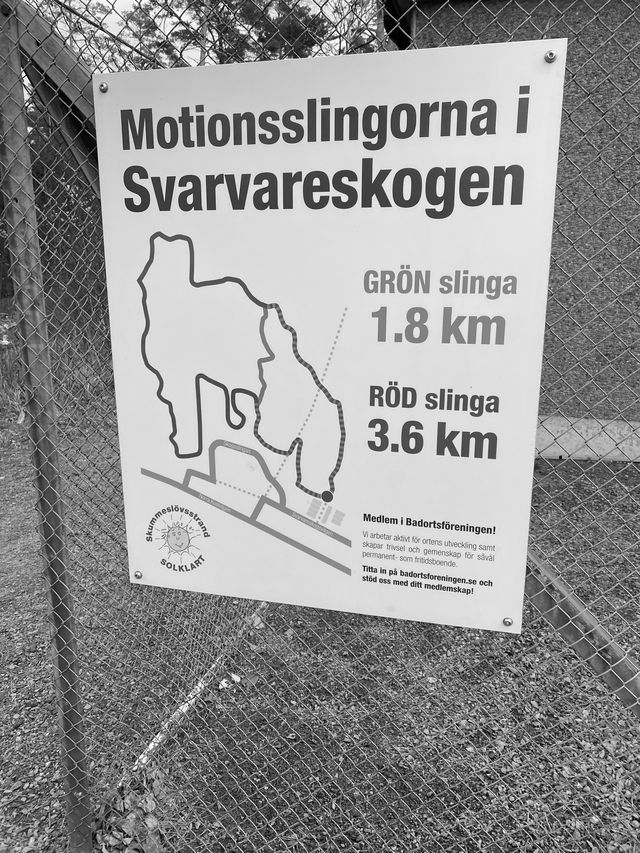 Motionsslingorna i
Svarvareskogen
GRÖN slinga
1.8 km
RÖD slinga
3.6 km
Skummeslövsstrand
SOLKLART
Medlem i Badortsföreningen!
Vi arbetar aktivt för ortens utveckling samt
skapar trivsel och gemenskap för såväl
permanent- som fritidsboende.
Titta in på badortsforeningen.se och
stöd oss med ditt medlemskap!